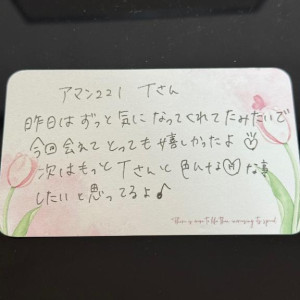 アマン221 Tさん
昨日はずっと気になってくれてたみたいで
今回会えてとっても嬉しかったよ♡
次はもっとTさんと色んなHな事
したいと思ってるよ♪